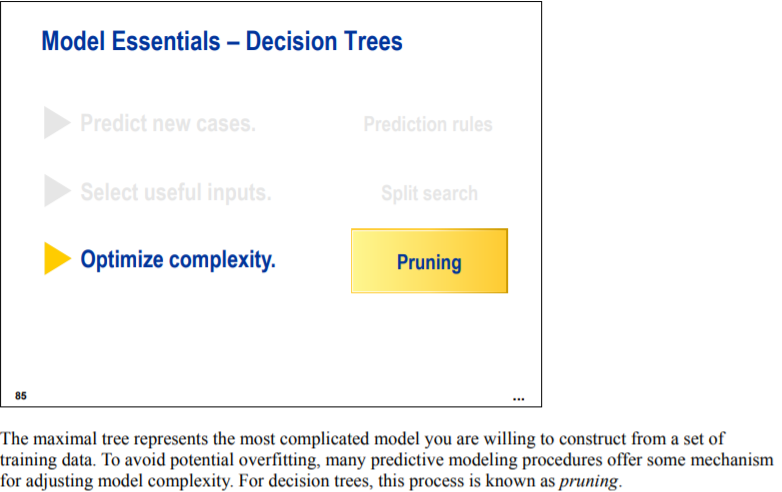 Model Essentials – Decision Trees
Predict new cases.
Prediction rules
Select useful inputs.
Split search
Optimize complexity.
Pruning
85
...
The maximal tree represents the most complicated model you are willing to construct from a set of
training data. To avoid potential overfitting, many predictive modeling procedures offer some mechanism
for adjusting model complexity. For decision trees, this process is known as pruning.